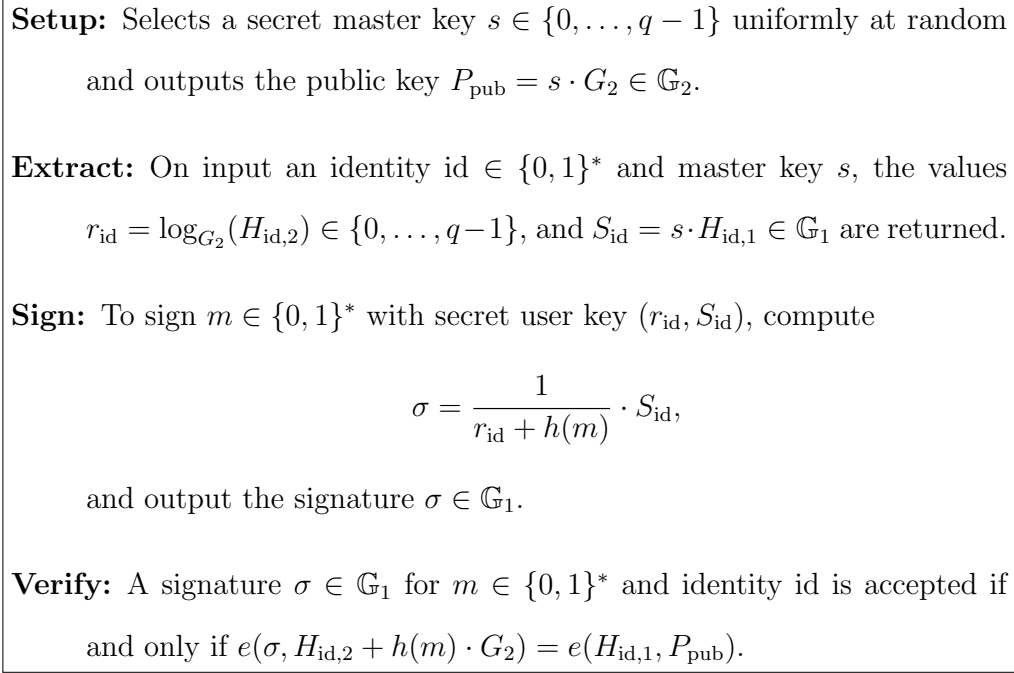 Setup: Selects a secret master key s ∈ {0, . . . , q − 1} uniformly at random
and outputs the public key P_pub = s · G_2 ∈ 𝔾_2.
Extract: On input an identity id ∈ {0, 1}* and master key s, the values
r_id = log_{G_2}(H_{id,2}) ∈ {0, . . . , q−1}, and S_id = s·H_{id,1} ∈ 𝔾_1 are returned.
Sign: To sign m ∈ {0, 1}* with secret user key (r_id, S_id), compute
σ = \frac{1}{r_id + h(m)} · S_id,
and output the signature σ ∈ 𝔾_1.
Verify: A signature σ ∈ 𝔾_1 for m ∈ {0, 1}* and identity id is accepted if
and only if e(σ, H_{id,2} + h(m) · G_2) = e(H_{id,1}, P_pub).